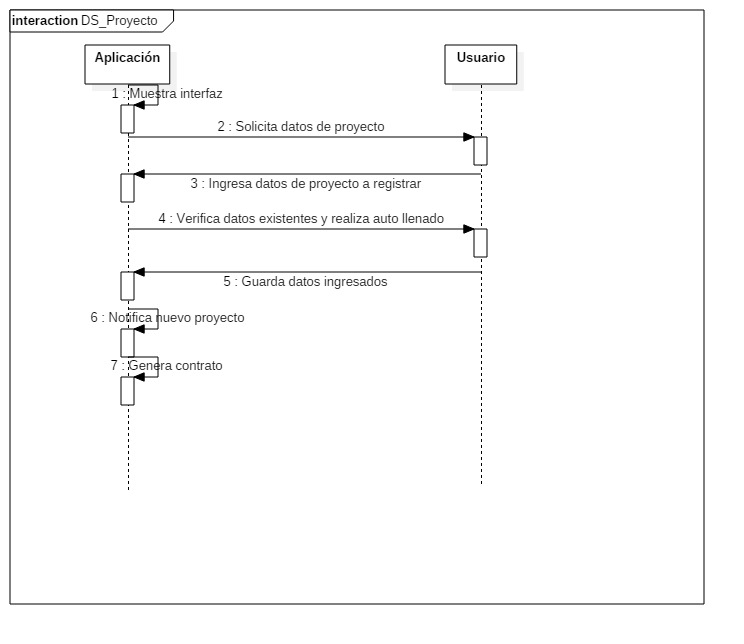 interaction DS_Proyecto
Aplicación
Usuario
1 : Muestra interfaz
2 : Solicita datos de proyecto
3 : Ingresa datos de proyecto a registrar
4 : Verifica datos existentes y realiza auto llenado
5 : Guarda datos ingresados
6 : Notifica nuevo proyecto
7 : Genera contrato